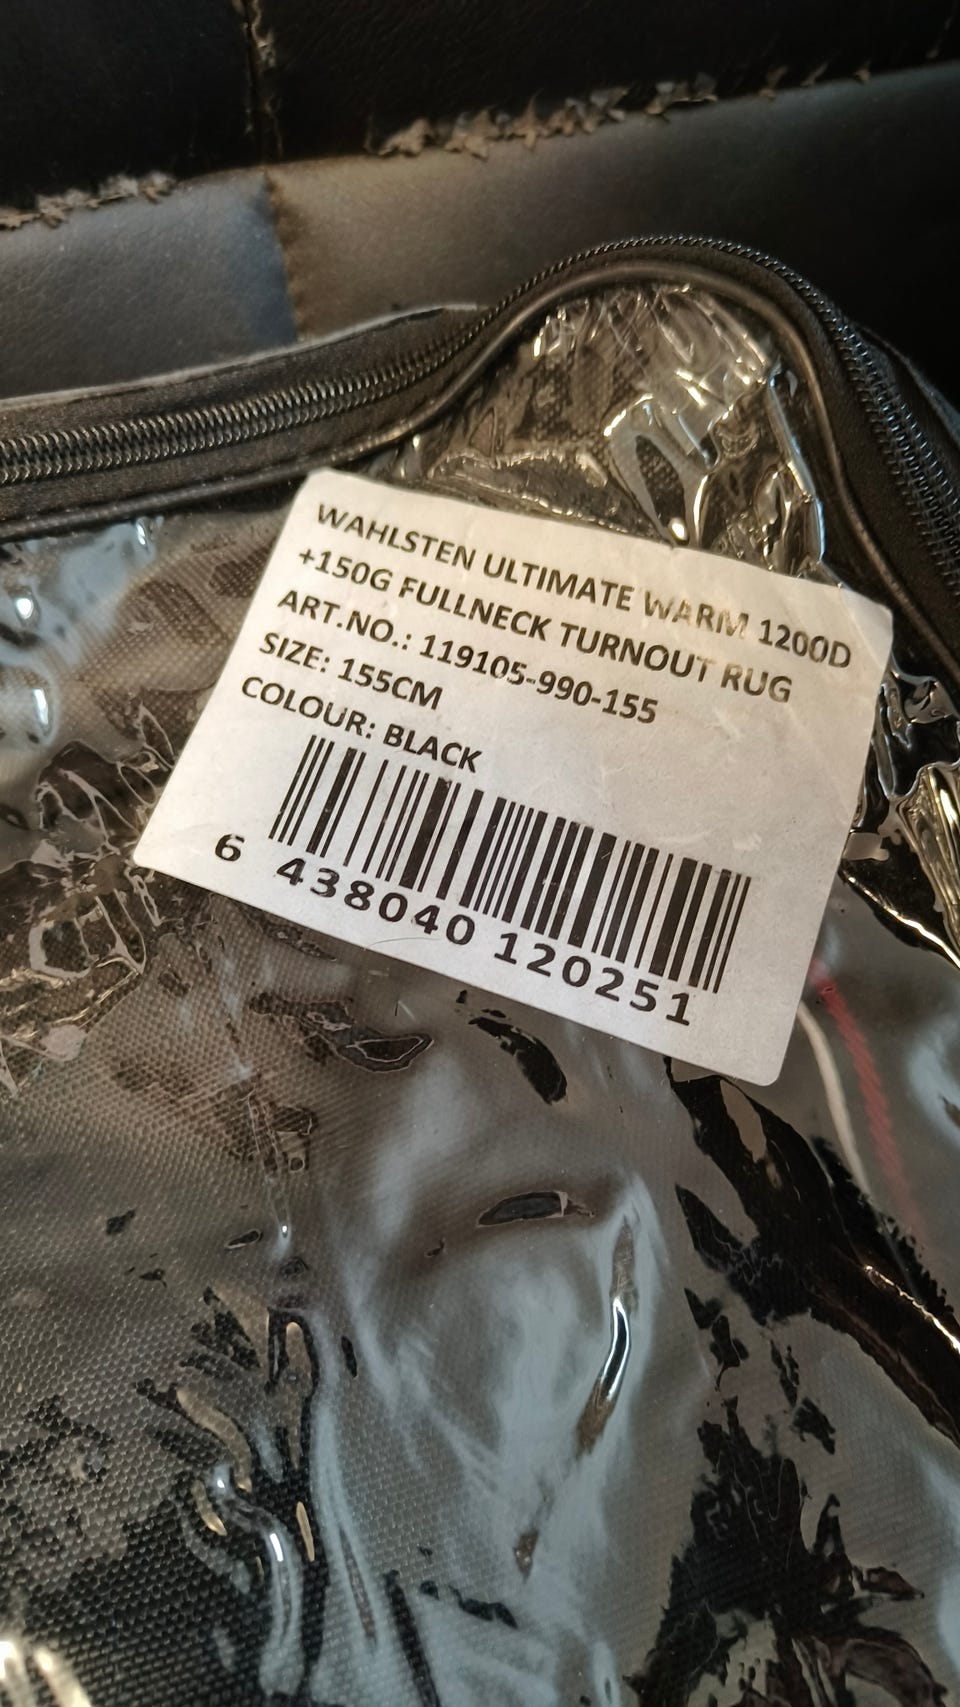 WAHLSTEN ULTIMATE WARM 1200D
+150G FULLNECK TURNOUT RUG
ART.NO.: 119105-990-155
SIZE: 155CM
COLOUR: BLACK
6 438040 120251